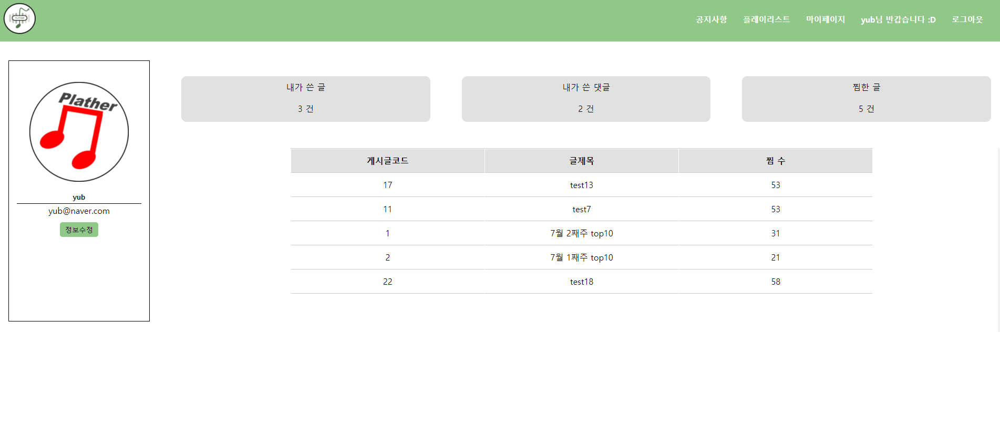 공지사항 플레이리스트 마이페이지 yub님 반갑습니다 :D 로그아웃
Plather
yub
yub@naver.com
정보수정
내가 쓴 글 내가 쓴 댓글 찜한 글
3 건 2 건 5 건
게시글코드 글제목 찜 수
17 test13 53
11 test7 53
1 7월 2째주 top10 31
2 7월 1째주 top10 21
22 test18 58